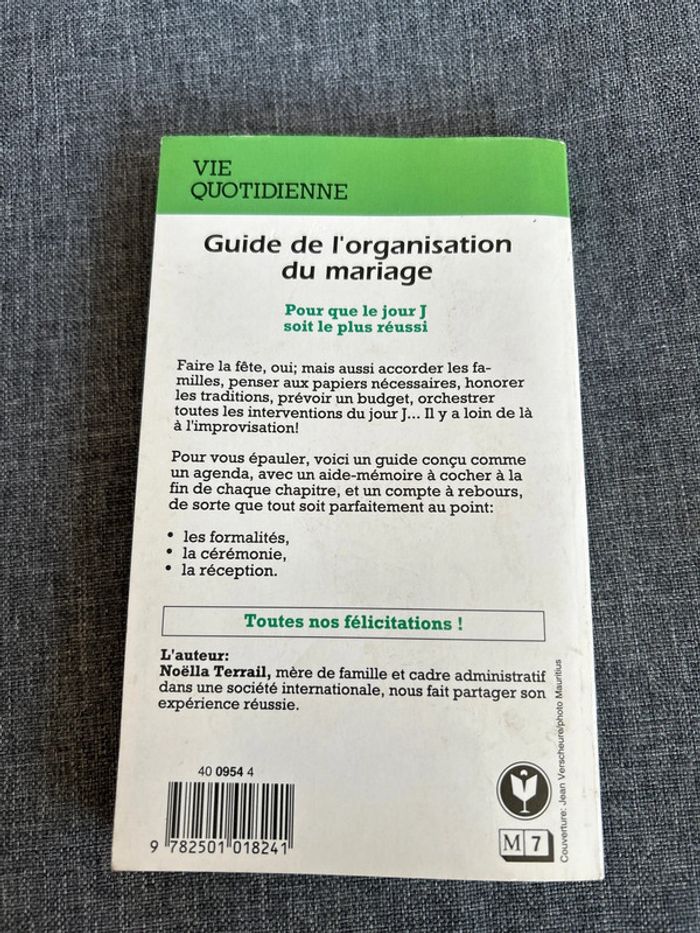 VIE
QUOTIDIENNE
Guide de l'organisation
du mariage
Pour que le jour J
soit le plus réussi
Faire la fête, oui; mais aussi accorder les fa-
milles, penser aux papiers nécessaires, honorer
les traditions, prévoir un budget, orchestrer
toutes les interventions du jour J... Il y a loin de là
à l'improvisation!
Pour vous épauler, voici un guide conçu comme
un agenda, avec un aide-mémoire à cocher à la
fin de chaque chapitre, et un compte à rebours,
de sorte que tout soit parfaitement au point:
• les formalités,
• la cérémonie,
• la réception.
Toutes nos félicitations !
L'auteur:
Noëlla Terrail, mère de famille et cadre administratif
dans une société internationale, nous fait partager son
expérience réussie.
Couverture: Jean Verscheure/photo Mauritius
40 0954 4
9 782501 018241
M 7